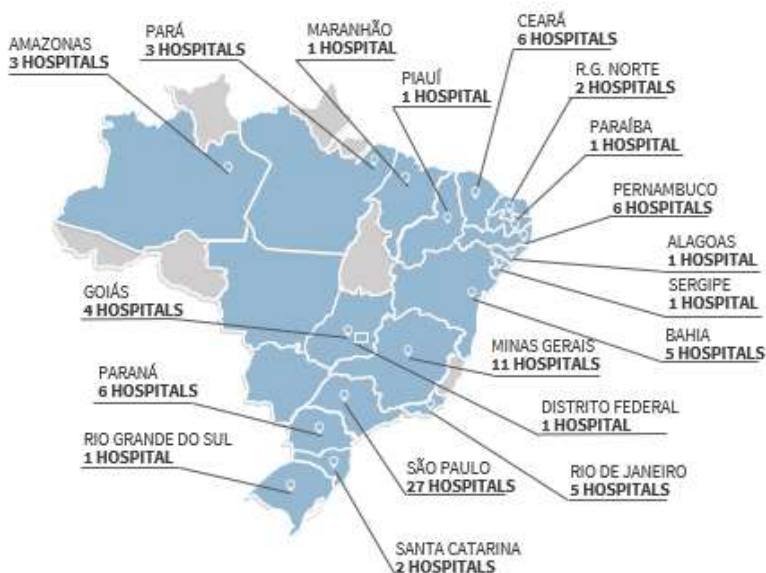 AMAZONAS
3 HOSPITALS
PARÁ
3 HOSPITALS
MARANHÃO
1 HOSPITAL
PIAUÍ
1 HOSPITAL
CEARÁ
6 HOSPITALS
R.G. NORTE
2 HOSPITALS
PARAÍBA
1 HOSPITAL
PERNAMBUCO
6 HOSPITALS
ALAGOAS
1 HOSPITAL
SERGIPE
1 HOSPITAL
BAHIA
5 HOSPITALS
GOIÁS
4 HOSPITALS
MINAS GERAIS
11 HOSPITALS
PARANÁ
6 HOSPITALS
DISTRITO FEDERAL
1 HOSPITAL
RIO GRANDE DO SUL
1 HOSPITAL
SÃO PAULO
27 HOSPITALS
RIO DE JANEIRO
5 HOSPITALS
SANTA CATARINA
2 HOSPITALS